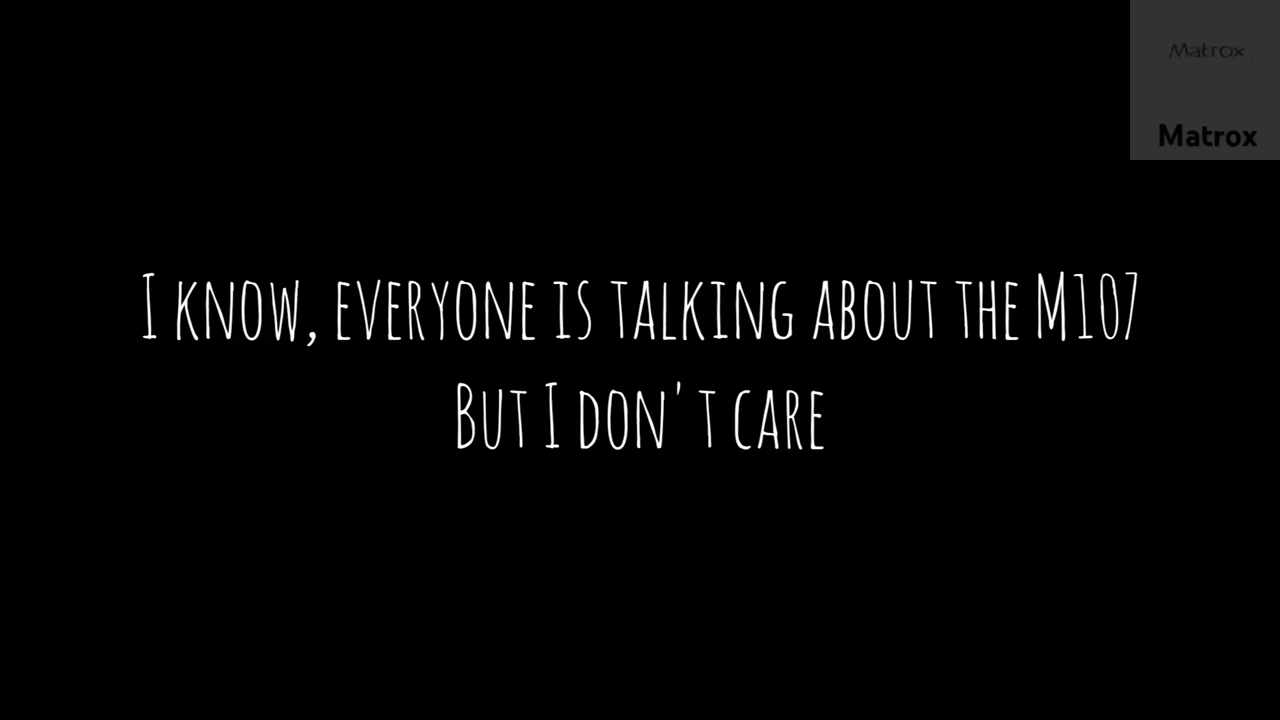 Matrox
Matrox
I KNOW, EVERYONE IS TALKING ABOUT THE M107
BUT I DON'T CARE